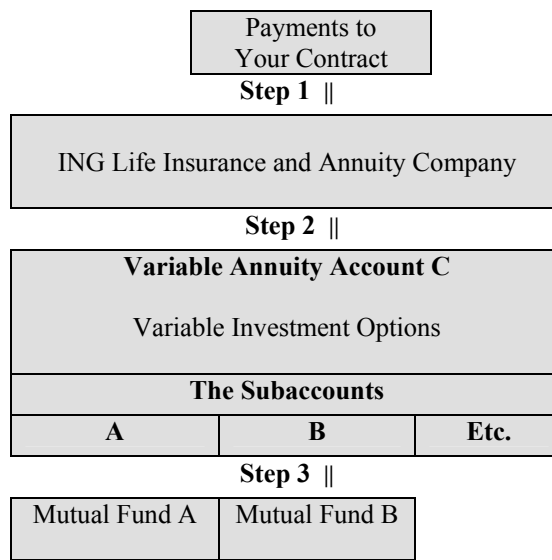 Payments to
Your Contract
Step 1 ||
ING Life Insurance and Annuity Company
Step 2 ||
Variable Annuity Account C
Variable Investment Options
The Subaccounts
A B Etc.
Step 3 ||
Mutual Fund A Mutual Fund B